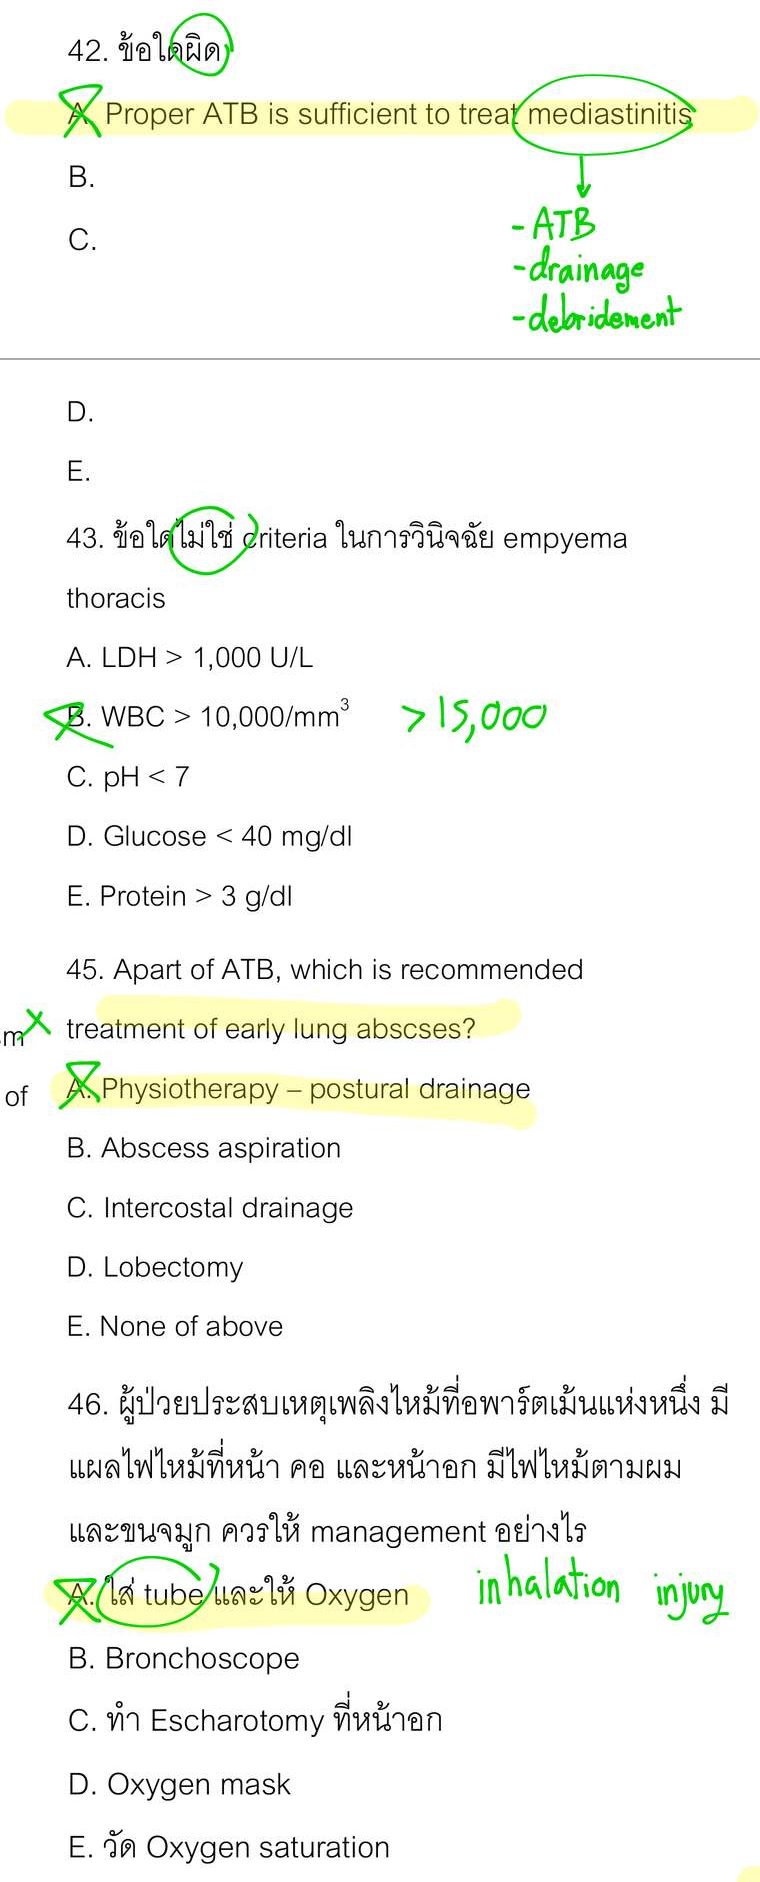 42. ข้อใดผิด
A. Proper ATB is sufficient to treat mediastinitis
B.
C.
-ATB
-drainage
-debridement
D.
E.
43. ข้อใดไม่ใช่ criteria ในการวินิจฉัย empyema
thoracis
A. LDH > 1,000 U/L
B. WBC > 10,000/mm³ >15,000
C. pH < 7
D. Glucose < 40 mg/dl
E. Protein > 3 g/dl
45. Apart of ATB, which is recommended
m treatment of early lung abscses?
of A. Physiotherapy – postural drainage
B. Abscess aspiration
C. Intercostal drainage
D. Lobectomy
E. None of above
46. ผู้ป่วยประสบเหตุเพลิงไหม้ที่อพาร์ตเม้นแห่งหนึ่ง มี
แผลไฟไหม้ที่หน้า คอ และหน้าอก มีไฟไหม้ตามผม
และขนจมูก ควรให้ management อย่างไร
A. ใส่ tube และให้ Oxygen inhalation injury
B. Bronchoscope
C. ทำ Escharotomy ที่หน้าอก
D. Oxygen mask
E. วัด Oxygen saturation